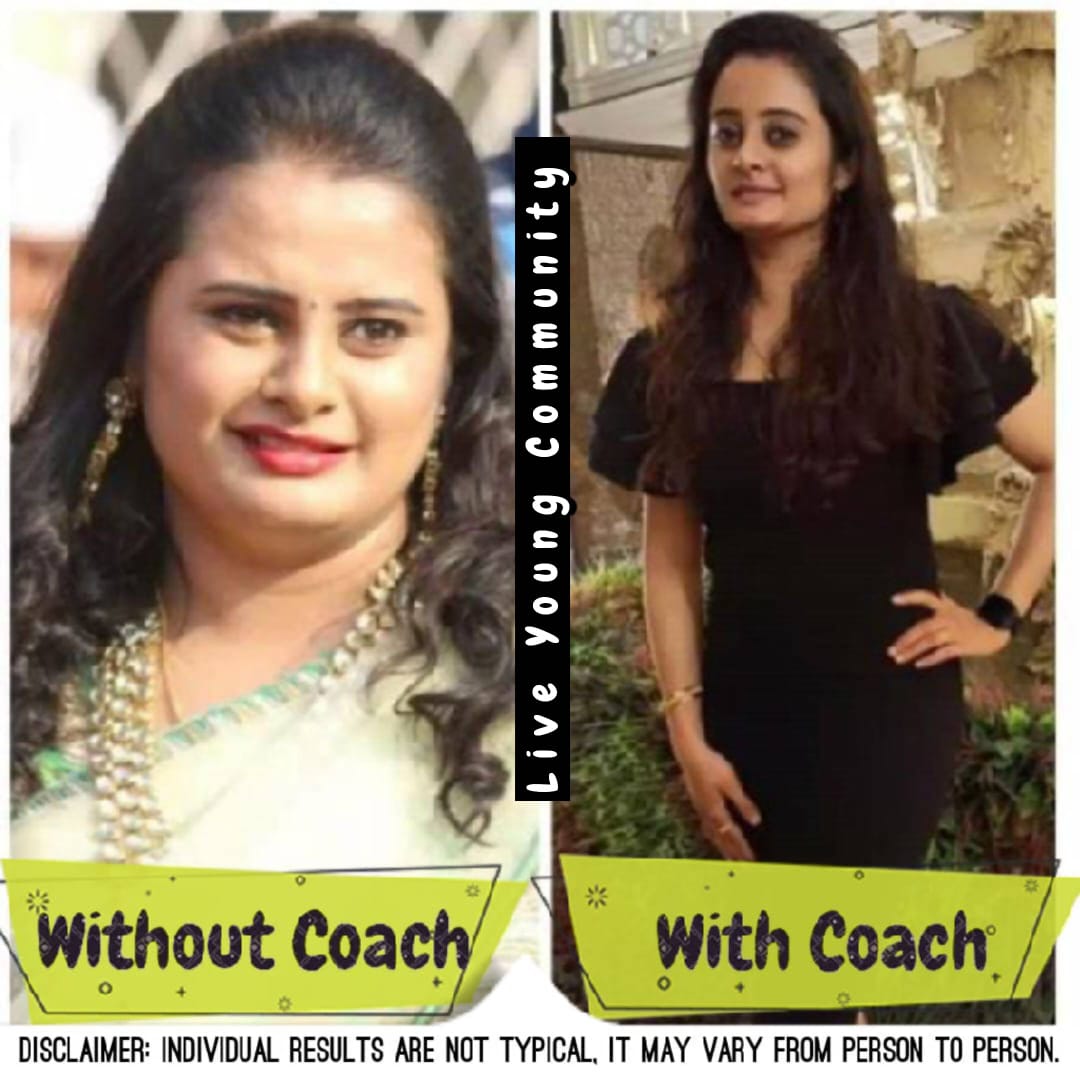 Live Young Community
Without Coach
With Coach
DISCLAIMER: INDIVIDUAL RESULTS ARE NOT TYPICAL, IT MAY VARY FROM PERSON TO PERSON.